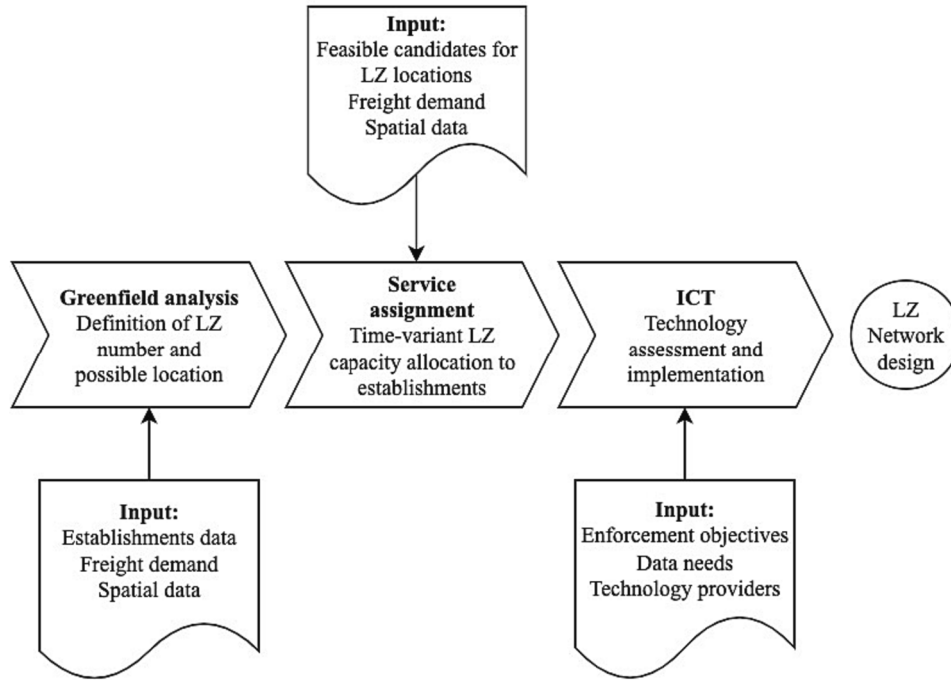 Input:
Feasible candidates for
LZ locations
Freight demand
Spatial data
Greenfield analysis
Definition of LZ
number and
possible location
Service
assignment
Time-variant LZ
capacity allocation to
establishments
ICT
Technology
assessment and
implementation
LZ
Network
design
Input:
Establishments data
Freight demand
Spatial data
Input:
Enforcement objectives
Data needs
Technology providers